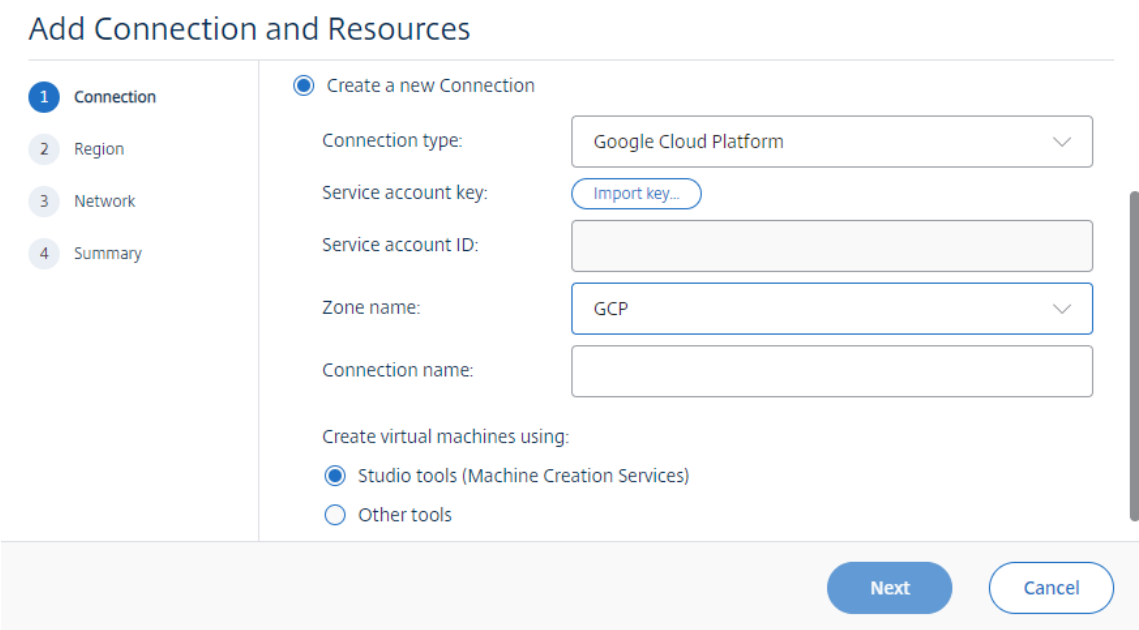 Add Connection and Resources
1 Connection
2 Region
3 Network
4 Summary
Create a new Connection
Connection type: Google Cloud Platform
Service account key: Import key...
Service account ID:
Zone name: GCP
Connection name:
Create virtual machines using:
Studio tools (Machine Creation Services)
Other tools
Next Cancel